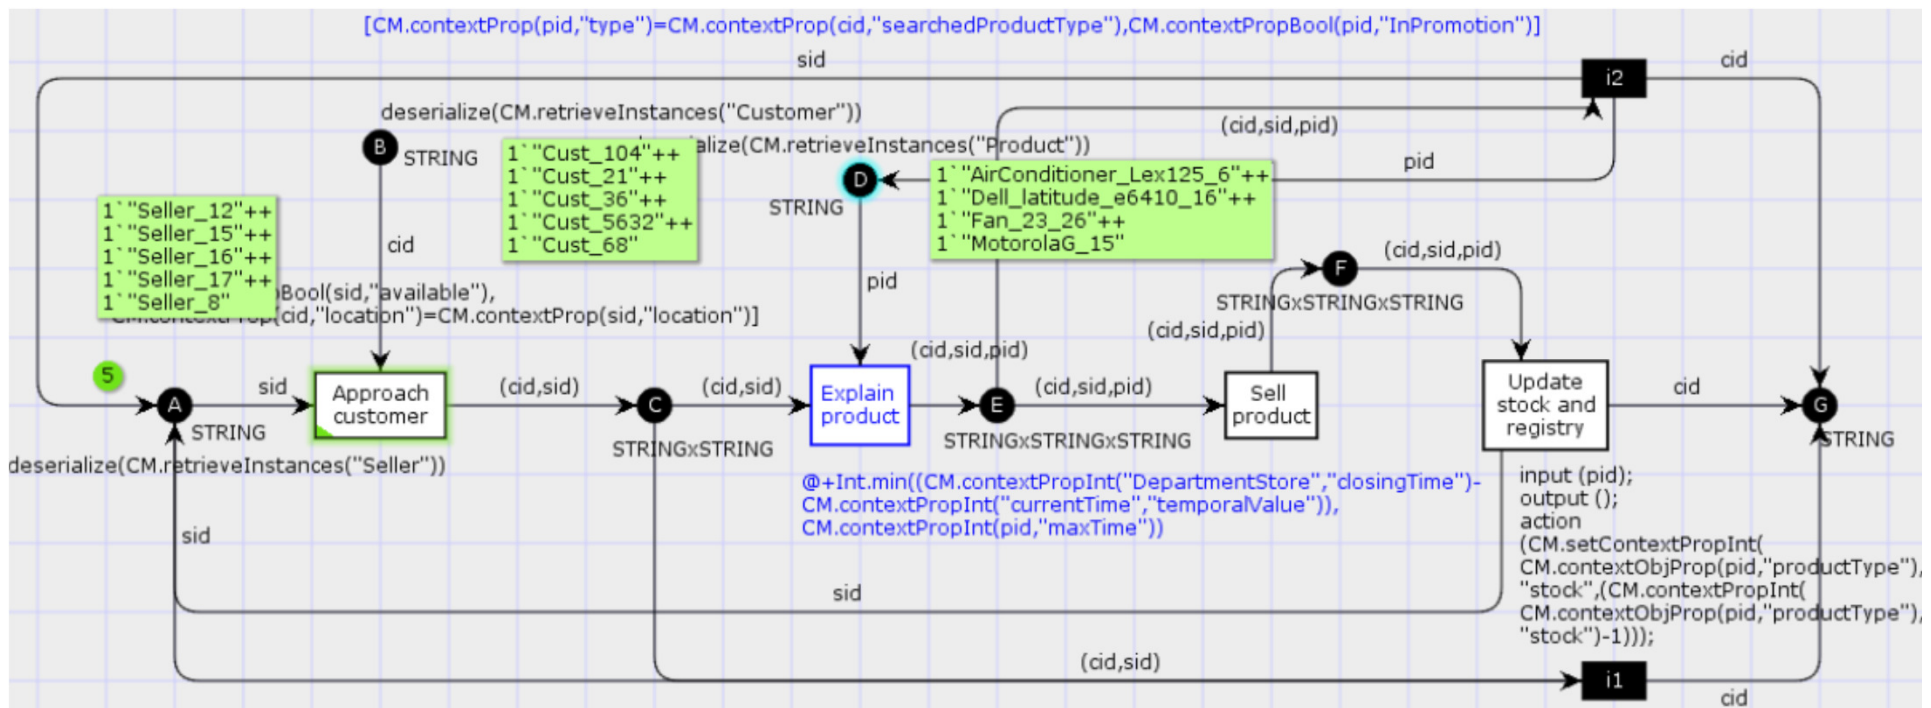 [CM.contextProp(pid,"type")=CM.contextProp(cid,"searchedProductType"),CM.contextPropBool(pid,"InPromotion")]
sid
i2
cid
deserialize(CM.retrieveInstances("Customer"))
(cid,sid,pid)
B
STRING
1`"Cust_104"++
1`"Cust_21"++
1`"Cust_36"++
1`"Cust_5632"++
1`"Cust_68"
alize(CM.retrieveInstances("Product"))
pid
D
STRING
1`"AirConditioner_Lex125_6"++
1`"Dell_latitude_e6410_16"++
1`"Fan_23_26"++
1`"MotorolaG_15"
1`"Seller_12"++
1`"Seller_15"++
1`"Seller_16"++
1`"Seller_17"++
1`"Seller_8"
cid
(cid,sid,pid)
F
STRINGxSTRINGxSTRING
pid
Bool(sid,"available"),
(cid,"location")=CM.contextProp(sid,"location")]
(cid,sid,pid)
(cid,sid,pid)
5
A
STRING
sid
Approach
customer
(cid,sid)
C
STRINGxSTRING
(cid,sid)
Explain
product
E
STRINGxSTRINGxSTRING
(cid,sid,pid)
Sell
product
Update
stock and
registry
cid
G
STRING
deserialize(CM.retrieveInstances("Seller"))
@+Int.min((CM.contextPropInt("DepartmentStore","closingTime")-
CM.contextPropInt("currentTime","temporalValue")),
CM.contextPropInt(pid,"maxTime"))
input (pid);
output ();
action
(CM.setContextPropInt(
CM.contextObjProp(pid,"productType"),
"stock",(CM.contextPropInt(
CM.contextObjProp(pid,"productType"),
"stock")-1)));
sid
sid
(cid,sid)
i1
cid